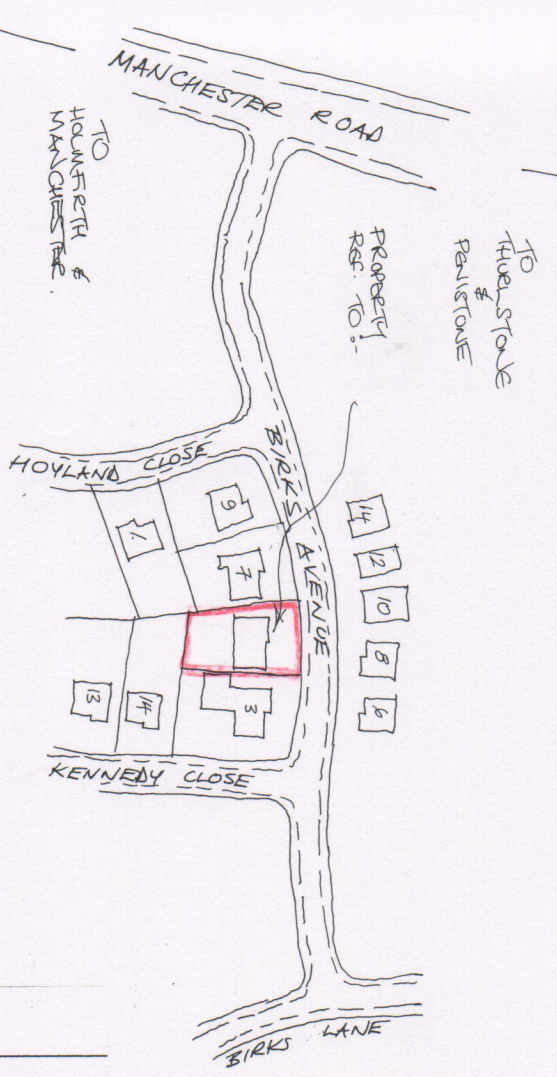 MANCHESTER ROAD
TO
HOLMFIRTH &
MANCHESTER.
TO
THURLSTONE
&
PENISTONE
PROPERTY
REF. TO:-
HOYLAND CLOSE
BIRKS AVENUE
14
12
10
8
6
9
7
1
3
14
13
KENNEDY CLOSE
BIRKS LANE